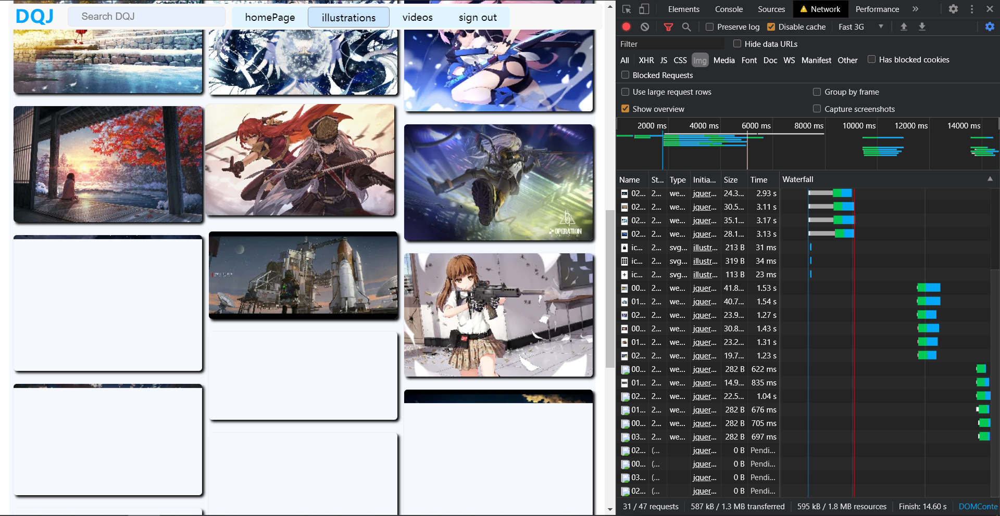 DQJ
Search DQJ
homePage
illustrations
videos
sign out
OPERATION
Elements
Console
Sources
Network
Performance
Preserve log
Disable cache
Fast 3G
Filter
Hide data URLs
All
XHR
JS
CSS
Img
Media
Font
Doc
WS
Manifest
Other
Has blocked cookies
Blocked Requests
Use large request rows
Group by frame
Show overview
Capture screenshots
2000 ms
4000 ms
6000 ms
8000 ms
10000 ms
12000 ms
14000 ms
Name St... Type Initia... Size Time Waterfall
02... 2... we... jquer... 24.3... 2.93 s
02... 2... we... jquer... 30.5... 3.11 s
02... 2... we... jquer... 35.1... 3.17 s
02... 2... we... jquer... 28.1... 3.13 s
ic... 2... svg... illustr... 213 B 31 ms
ic... 2... svg... illustr... 319 B 34 ms
ic... 2... svg... illustr... 113 B 23 ms
00... 2... we... jquer... 41.8... 1.53 s
01... 2... we... jquer... 40.7... 1.54 s
02... 2... we... jquer... 23.9... 1.27 s
00... 2... we... jquer... 30.8... 1.43 s
01... 2... we... jquer... 23.2... 1.31 s
02... 2... we... jquer... 19.7... 1.23 s
00... 2... we... jquer... 282 B 622 ms
01... 2... we... jquer... 14.9... 835 ms
02... 2... we... jquer... 22.5... 1.04 s
01... 2... we... jquer... 282 B 676 ms
00... 2... we... jquer... 282 B 705 ms
03... 2... we... jquer... 282 B 697 ms
02... (... jquer... 0 B Pendi...
00... (... jquer... 0 B Pendi...
03... (... jquer... 0 B Pendi...
02... (... jquer... 0 B Pendi...
31 / 47 requests
587 kB / 1.3 MB transferred
595 kB / 1.8 MB resources
Finish: 14.60 s
DOMConte